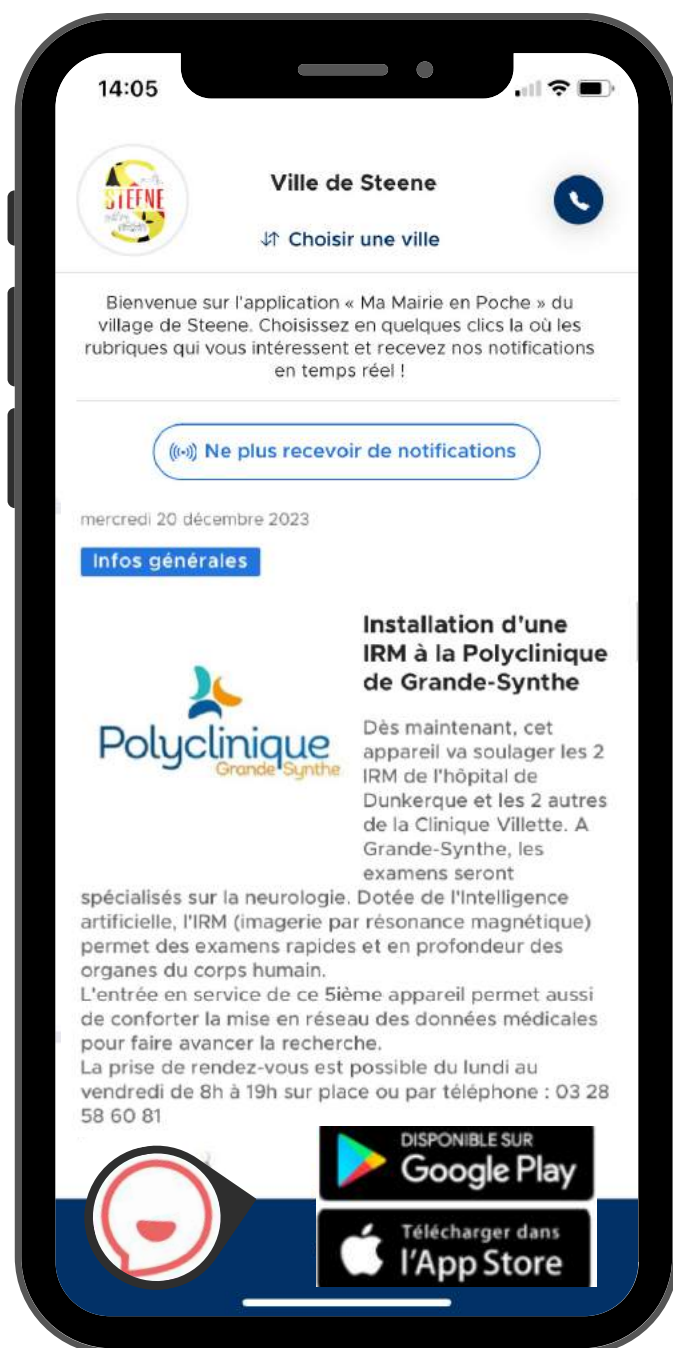 14:05
STEENE
Ville de Steene
Choisir une ville
Bienvenue sur l'application « Ma Mairie en Poche » du
village de Steene. Choisissez en quelques clics la où les
rubriques qui vous intéressent et recevez nos notifications
en temps réel !
Ne plus recevoir de notifications
mercredi 20 décembre 2023
Infos générales
Polyclinique
Grande Synthe
Installation d'une
IRM à la Polyclinique
de Grande-Synthe
Dès maintenant, cet
appareil va soulager les 2
IRM de l'hôpital de
Dunkerque et les 2 autres
de la Clinique Villette. A
Grande-Synthe, les
examens seront
spécialisés sur la neurologie. Dotée de l'Intelligence
artificielle, l'IRM (imagerie par résonance magnétique)
permet des examens rapides et en profondeur des
organes du corps humain.
L'entrée en service de ce 5ième appareil permet aussi
de conforter la mise en réseau des données médicales
pour faire avancer la recherche.
La prise de rendez-vous est possible du lundi au
vendredi de 8h à 19h sur place ou par téléphone : 03 28
58 60 81
DISPONIBLE SUR
Google Play
Télécharger dans
l'App Store